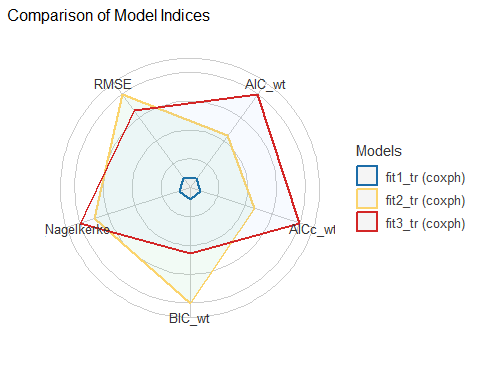 Comparison of Model Indices
RMSE
AIC_wt
Models
fit1_tr (coxph)
fit2_tr (coxph)
fit3_tr (coxph)
Nagelkerke
AICc_wt
BIC_wt